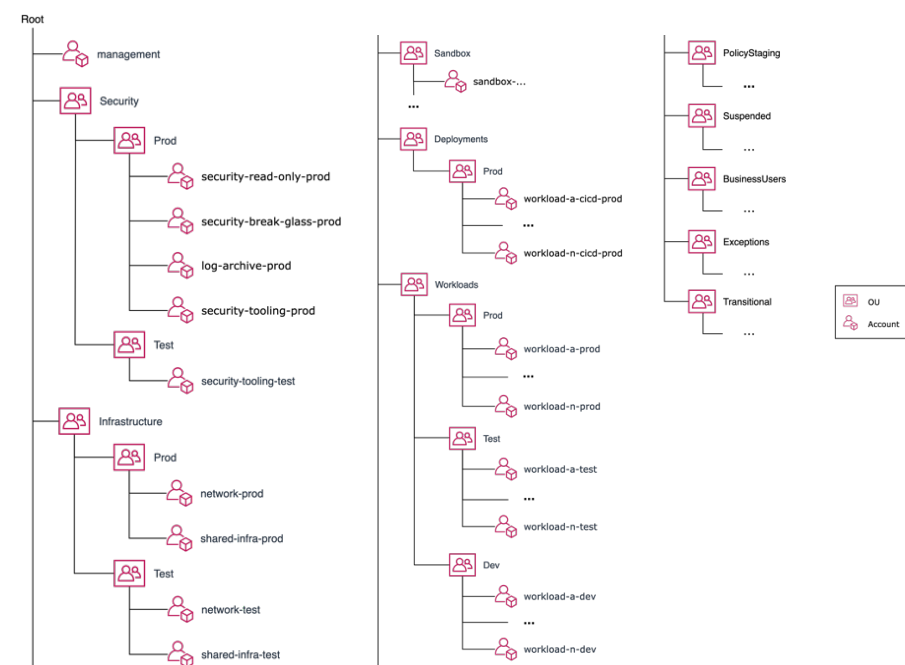 Root
management
Security
Prod
security-read-only-prod
security-break-glass-prod
log-archive-prod
security-tooling-prod
Test
security-tooling-test
Infrastructure
Prod
network-prod
shared-infra-prod
Test
network-test
shared-infra-test
Sandbox
sandbox-...
...
Deployments
Prod
workload-a-cicd-prod
...
workload-n-cicd-prod
Workloads
Prod
workload-a-prod
...
workload-n-prod
Test
workload-a-test
...
workload-n-test
Dev
workload-a-dev
...
workload-n-dev
PolicyStaging
...
Suspended
...
BusinessUsers
...
Exceptions
...
Transitional
...
OU
Account